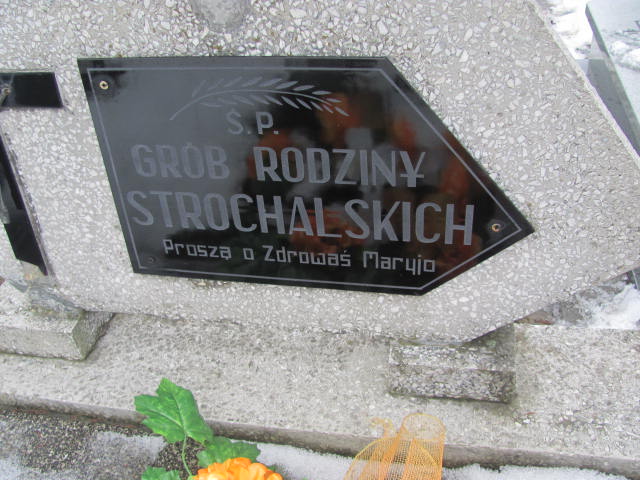 Ś.P.
GRÓB RODZINY
STROCHALSKICH
Proszą o Zdrowaś Maryjo